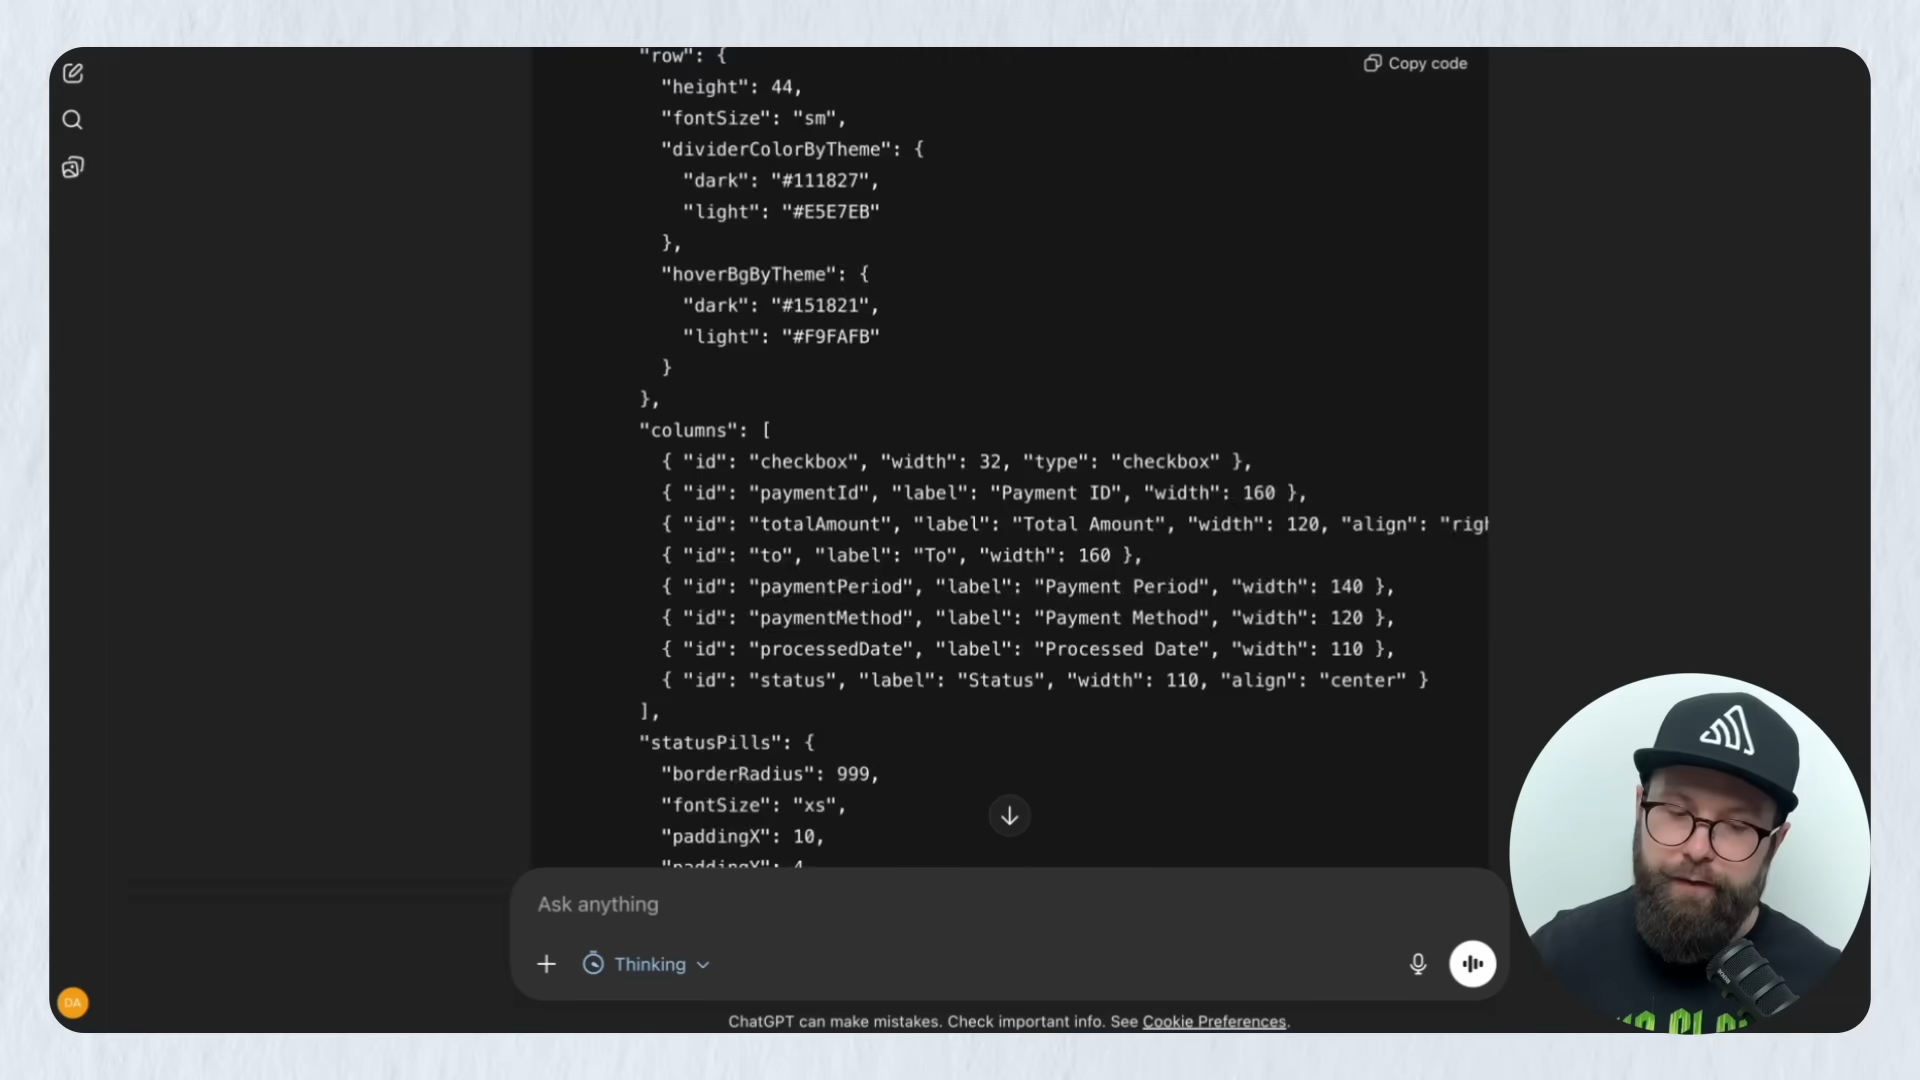 "row": {
Copy code
"height": 44,
"fontSize": "sm",
"dividerColorByTheme": {
"dark": "#111827",
"light": "#E5E7EB"
},
"hoverBgByTheme": {
"dark": "#151821",
"light": "#F9FAFB"
}
},
"columns": [
{ "id": "checkbox", "width": 32, "type": "checkbox" },
{ "id": "paymentId", "label": "Payment ID", "width": 160 },
{ "id": "totalAmount", "label": "Total Amount", "width": 120, "align": "righ
{ "id": "to", "label": "To", "width": 160 },
{ "id": "paymentPeriod", "label": "Payment Period", "width": 140 },
{ "id": "paymentMethod", "label": "Payment Method", "width": 120 },
{ "id": "processedDate", "label": "Processed Date", "width": 110 },
{ "id": "status", "label": "Status", "width": 110, "align": "center" }
],
"statusPills": {
"borderRadius": 999,
"fontSize": "xs",
"paddingX": 10,
"paddingY": 4
Ask anything
Thinking
DA
ChatGPT can make mistakes. Check important info. See Cookie Preferences.